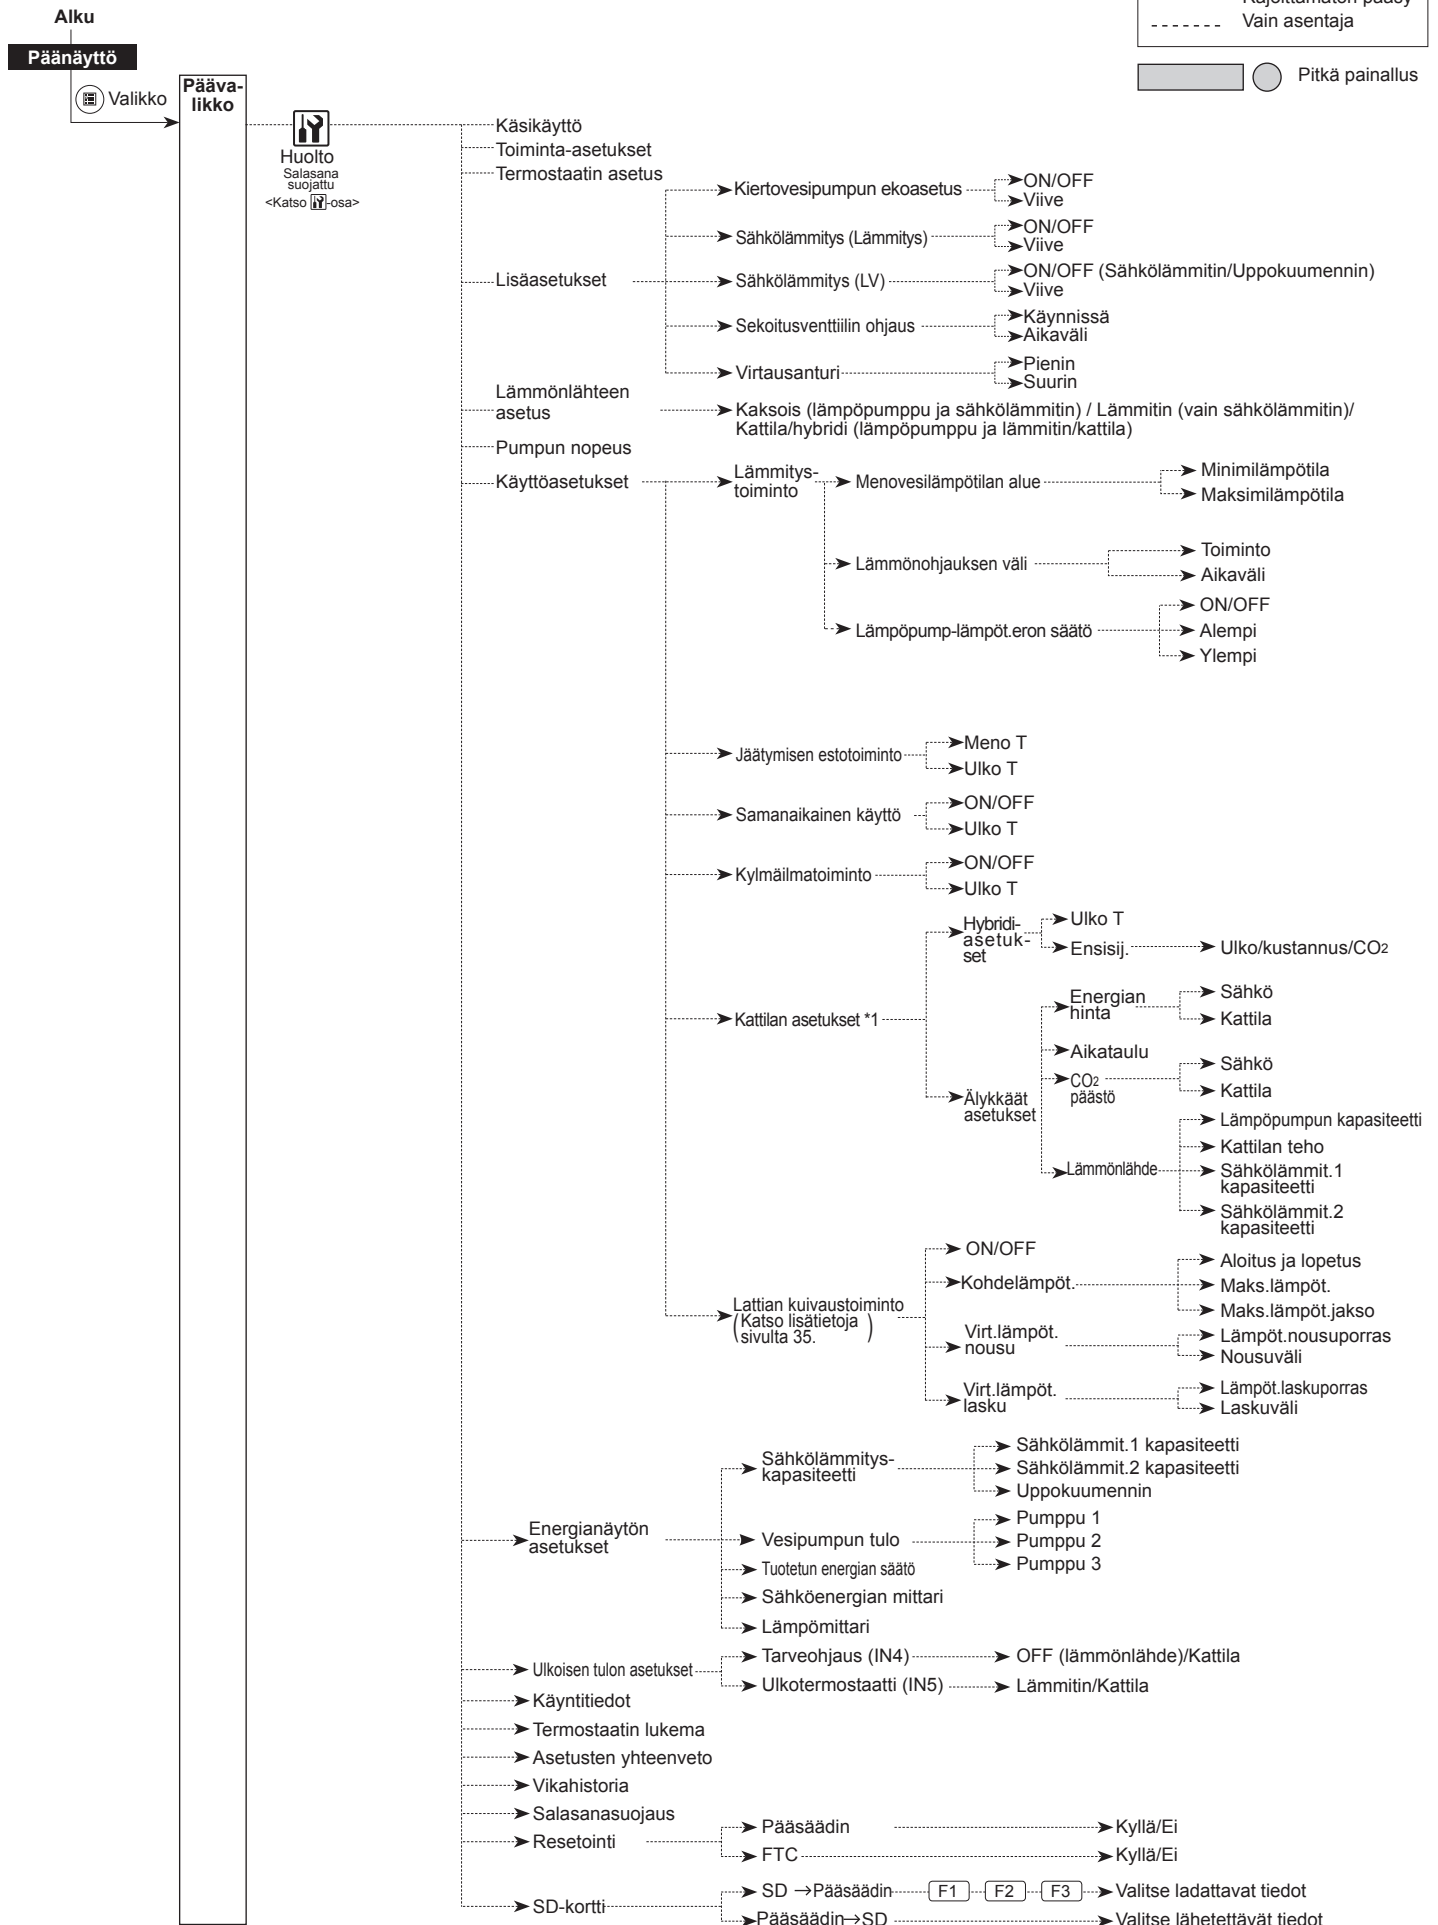 Rajoittamaton pääsy
Vain asentaja
Pitkä painallus
Alku
Päänäyttö
Valikko
Pääva-
likko
Huolto
Salasana
suojattu
<Katso -osa>
Käsikäyttö
Toiminta-asetukset
Termostaatin asetus
Lisäasetukset
Kiertovesipumpun ekoasetus
ON/OFF
Viive
Sähkölämmitys (Lämmitys)
ON/OFF
Viive
Sähkölämmitys (LV)
ON/OFF (Sähkölämmitin/Uppokuumennin)
Viive
Sekoitusventtiilin ohjaus
Käynnissä
Aikaväli
Virtausanturi
Pienin
Suurin
Lämmönlähteen
asetus
Kaksois (lämpöpumppu ja sähkölämmitin) / Lämmitin (vain sähkölämmitin)/
Kattila/hybridi (lämpöpumppu ja lämmitin/kattila)
Pumpun nopeus
Käyttöasetukset
Lämmitys-
toiminto
Menovesilämpötilan alue
Minimilämpötila
Maksimilämpötila
Lämmönohjauksen väli
Toiminto
Aikaväli
Lämpöpump-lämpöt.eron säätö
ON/OFF
Alempi
Ylempi
Jäätymisen estotoiminto
Meno T
Ulko T
Samanaikainen käyttö
ON/OFF
Ulko T
Kylmäilmatoiminto
ON/OFF
Ulko T
Kattilan asetukset *1
Hybridi-
asetuk-
set
Ulko T
Ensisij.
Ulko/kustannus/CO2
Älykkäät
asetukset
Energian
hinta
Sähkö
Kattila
Aikataulu
CO2
päästö
Sähkö
Kattila
Lämmönlähde
Lämpöpumpun kapasiteetti
Kattilan teho
Sähkölämmit.1
kapasiteetti
Sähkölämmit.2
kapasiteetti
Lattian kuivaustoiminto
(Katso lisätietoja
sivulta 35.)
ON/OFF
Kohdelämpöt.
Aloitus ja lopetus
Maks.lämpöt.
Maks.lämpöt.jakso
Virt.lämpöt.
nousu
Lämpöt.nousuporras
Nousuväli
Virt.lämpöt.
lasku
Lämpöt.laskuporras
Laskuväli
Energianäytön
asetukset
Sähkölämmitys-
kapasiteetti
Sähkölämmit.1 kapasiteetti
Sähkölämmit.2 kapasiteetti
Uppokuumennin
Vesipumpun tulo
Pumppu 1
Pumppu 2
Pumppu 3
Tuotetun energian säätö
Sähköenergian mittari
Lämpömittari
Ulkoisen tulon asetukset
Tarveohjaus (IN4)
OFF (lämmönlähde)/Kattila
Ulkotermostaatti (IN5)
Lämmitin/Kattila
Käyntitiedot
Termostaatin lukema
Asetusten yhteenveto
Vikahistoria
Salasanasuojaus
Resetointi
Pääsäädin
Kyllä/Ei
FTC
Kyllä/Ei
SD-kortti
SD →Pääsäädin
F1
F2
F3
Valitse ladattavat tiedot
Pääsäädin→SD
Valitse lähetettävät tiedot